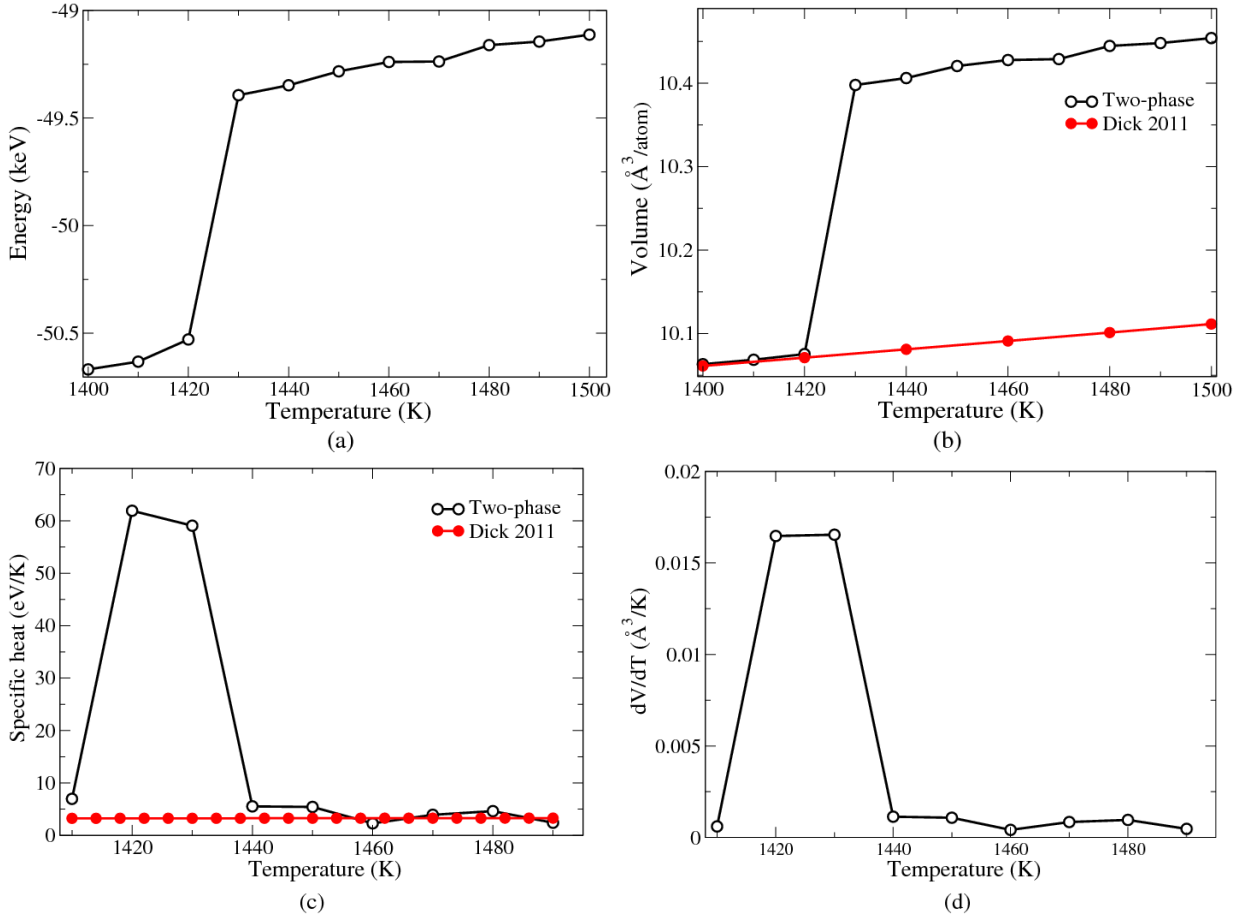 -49
-49.5
-50
-50.5
Energy (keV)
1400 1420 1440 1460 1480 1500
Temperature (K)
(a)
10.4
10.3
10.2
10.1
Volume (Å³/atom)
Two-phase
Dick 2011
1400 1420 1440 1460 1480 1500
Temperature (K)
(b)
70
60
50
40
30
20
10
0
Specific heat (eV/K)
Two-phase
Dick 2011
1420 1440 1460 1480
Temperature (K)
(c)
0.02
0.015
0.01
0.005
0
dV/dT (Å³/K)
1420 1440 1460 1480
Temperature (K)
(d)